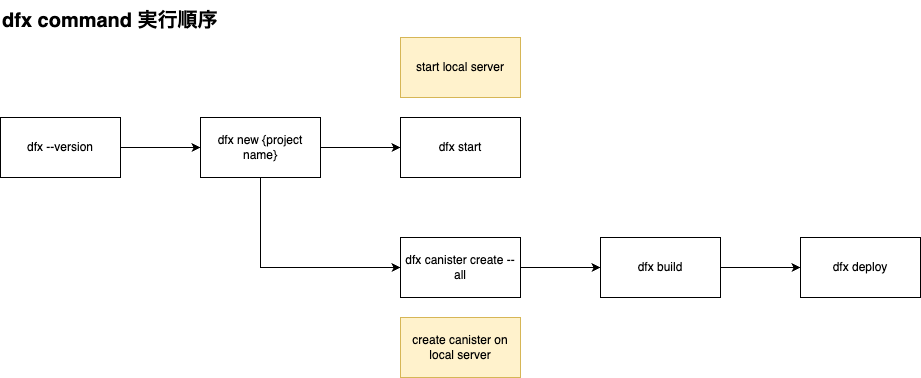 dfx command 実行順序
start local server
dfx --version
dfx new {project
name}
dfx start
dfx canister create --
all
dfx build
dfx deploy
create canister on
local server